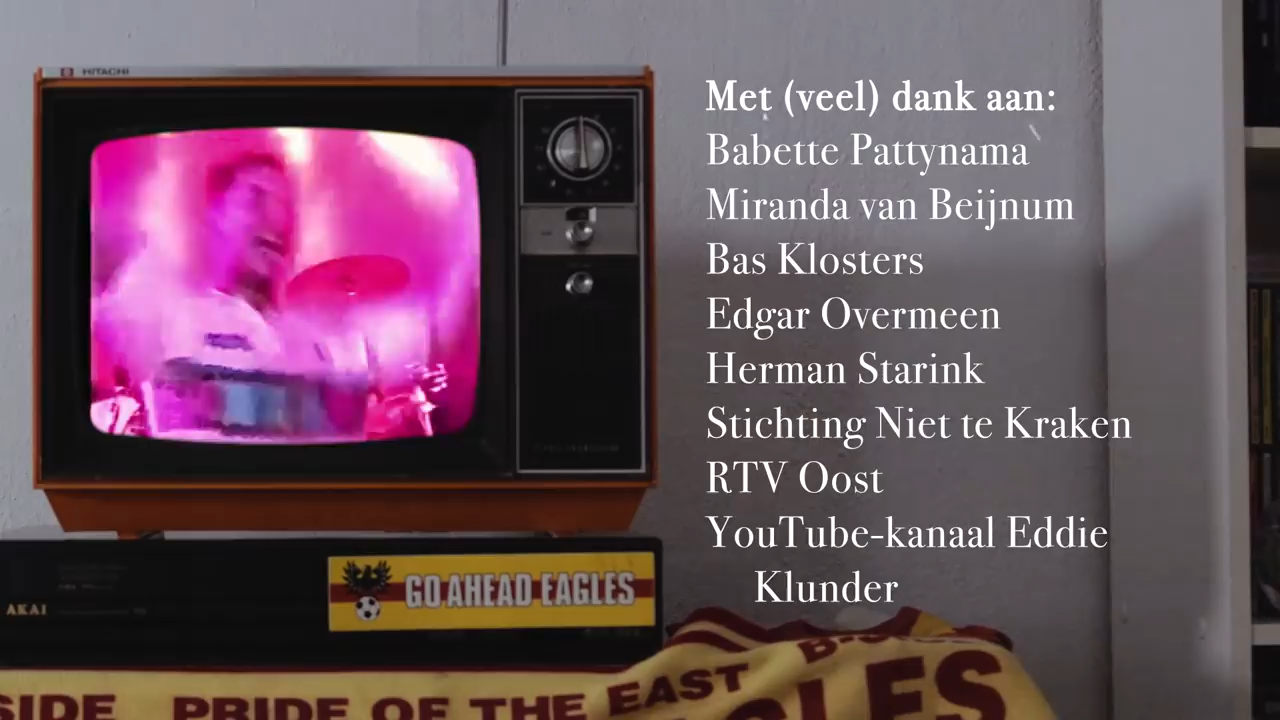 HITACHI
Met (veel) dank aan:
Babette Pattynama
Miranda van Beijnum
Bas Klosters
Edgar Overmeen
Herman Starink
Stichting Niet te Kraken
RTV Oost
YouTube-kanaal Eddie
Klunder
GO AHEAD EAGLES
AKAI
SIDE PRIDE OF THE EAST